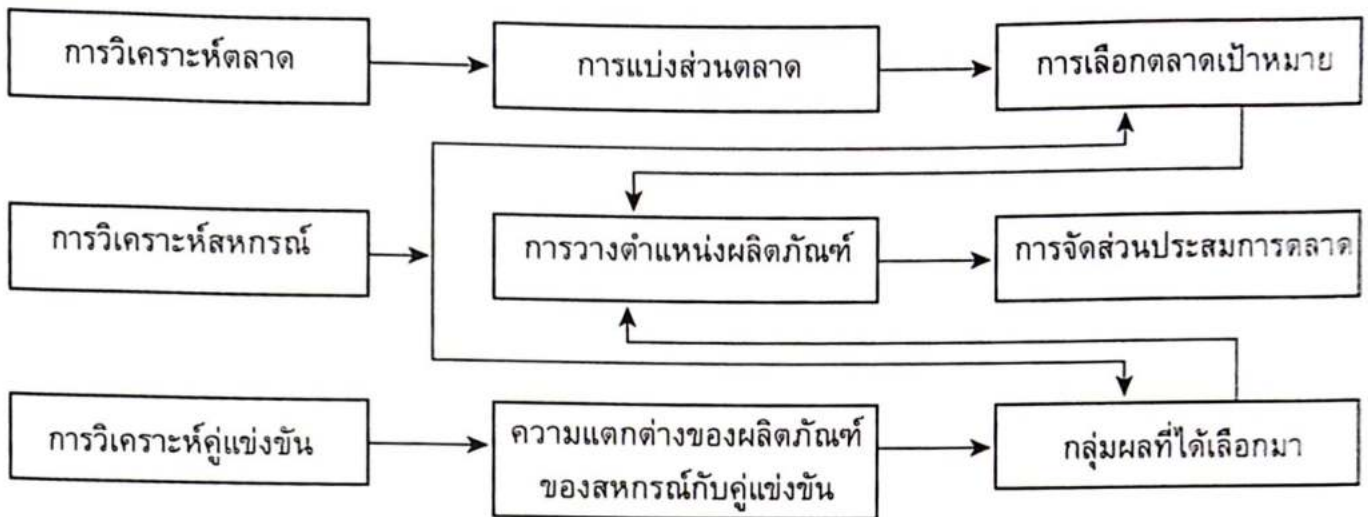 การวิเคราะห์ตลาด
การแบ่งส่วนตลาด
การเลือกตลาดเป้าหมาย
การวิเคราะห์สหกรณ์
การวางตำแหน่งผลิตภัณฑ์
การจัดส่วนประสมการตลาด
การวิเคราะห์คู่แข่งขัน
ความแตกต่างของผลิตภัณฑ์
ของสหกรณ์กับคู่แข่งขัน
กลุ่มผลที่ได้เลือกมา